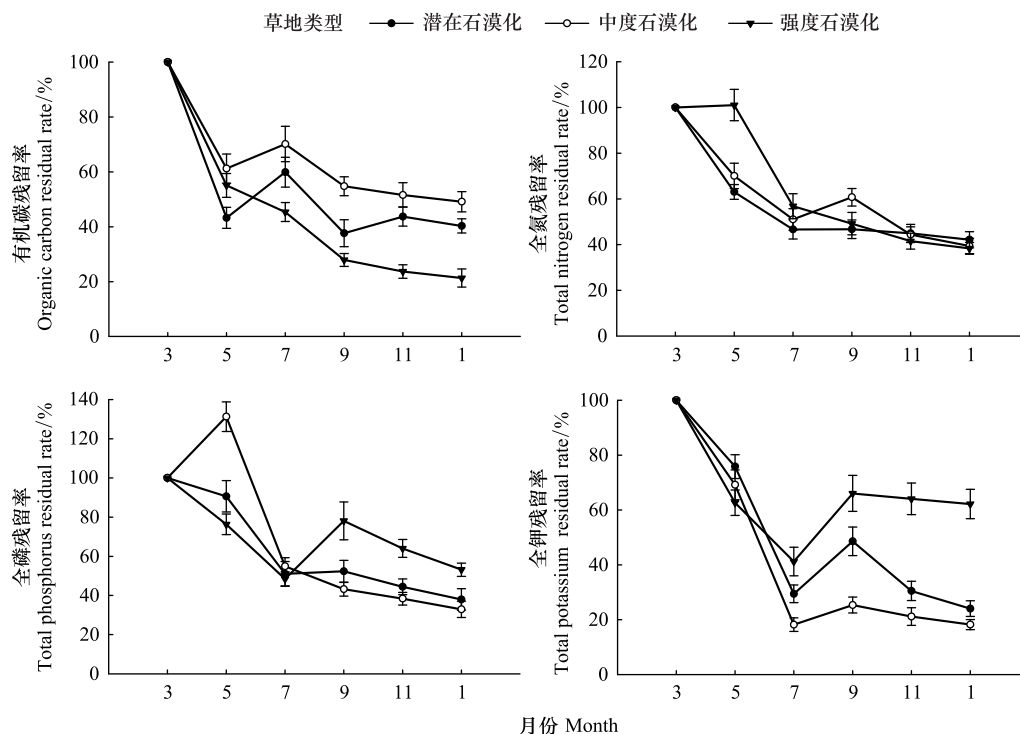 草地类型 潜在石漠化 中度石漠化 强度石漠化
有机碳残留率
Organic carbon residual rate/%
100
80
60
40
20
0
3 5 7 9 11 1
全氮残留率
Total nitrogen residual rate/%
120
100
80
60
40
20
0
3 5 7 9 11 1
全磷残留率
Total phosphorus residual rate/%
140
120
100
80
60
40
20
0
3 5 7 9 11 1
全钾残留率
Total potassium residual rate/%
100
80
60
40
20
0
3 5 7 9 11 1
月份 Month